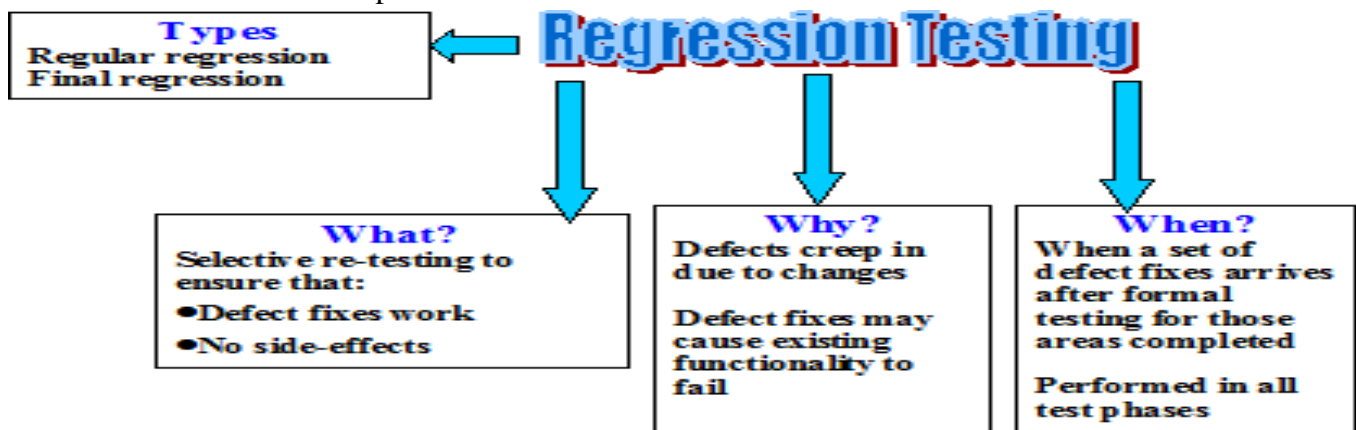 Regression Testing
Types
Regular regression
Final regression
What?
Selective re-testing to
ensure that:
●Defect fixes work
●No side-effects
Why?
Defects creep in
due to changes
Defect fixes may
cause existing
functionality to
fail
When?
When a set of
defect fixes arrives
after formal
testing for those
areas completed
Performed in all
test phases